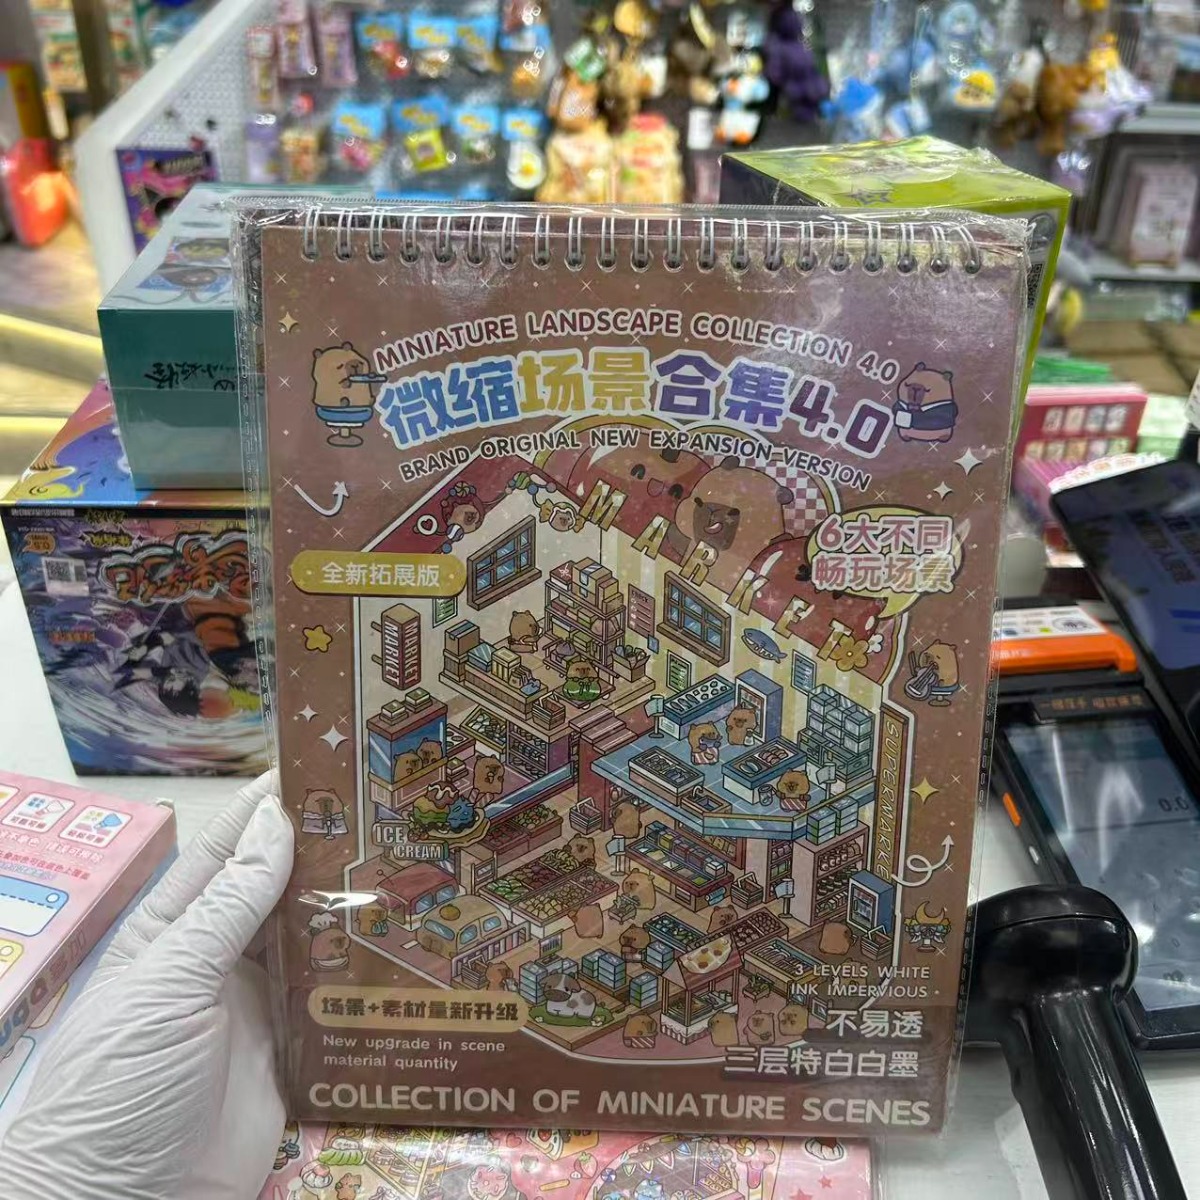 MINIATURE LANDSCAPE COLLECTION 4.0
微缩场景合集4.0
BRAND ORIGINAL NEW EXPANSION VERSION
6大不同
畅玩场景
全新拓展版
MARKET
MARKET
MARKET
SUPERMARKE
ICE
CREAM
3 LEVELS WHITE
INK IMPERVIOUS
不易透
三层特白白墨
场景+素材量新升级
New upgrade in scene
material quantity
COLLECTION OF MINIATURE SCENES